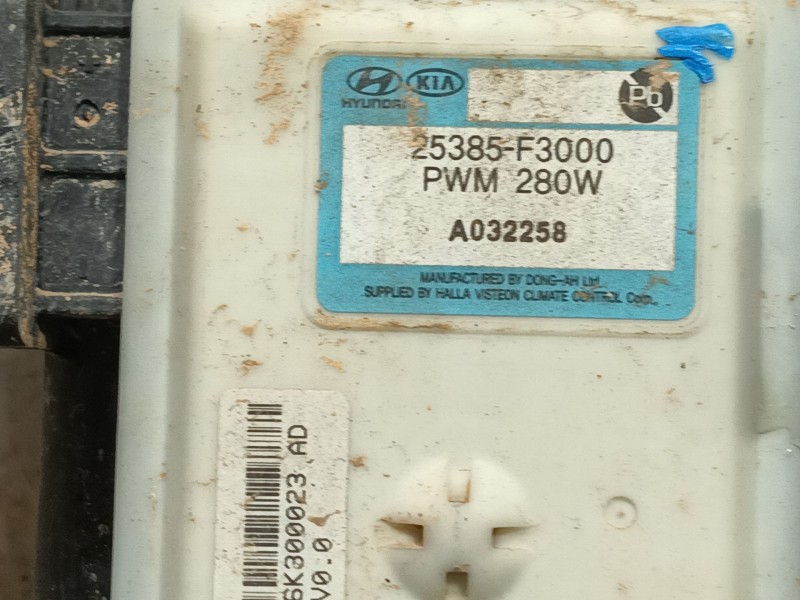 HYUNDAI KIA
Pb
25385-F3000
PWM 280W
A032258
MANUFACTURED BY DONG-AH Ltd.
SUPPLIED BY HALLA VISTEON CLIMATE CONTROL Corp.
6K300023 AD
V0.0